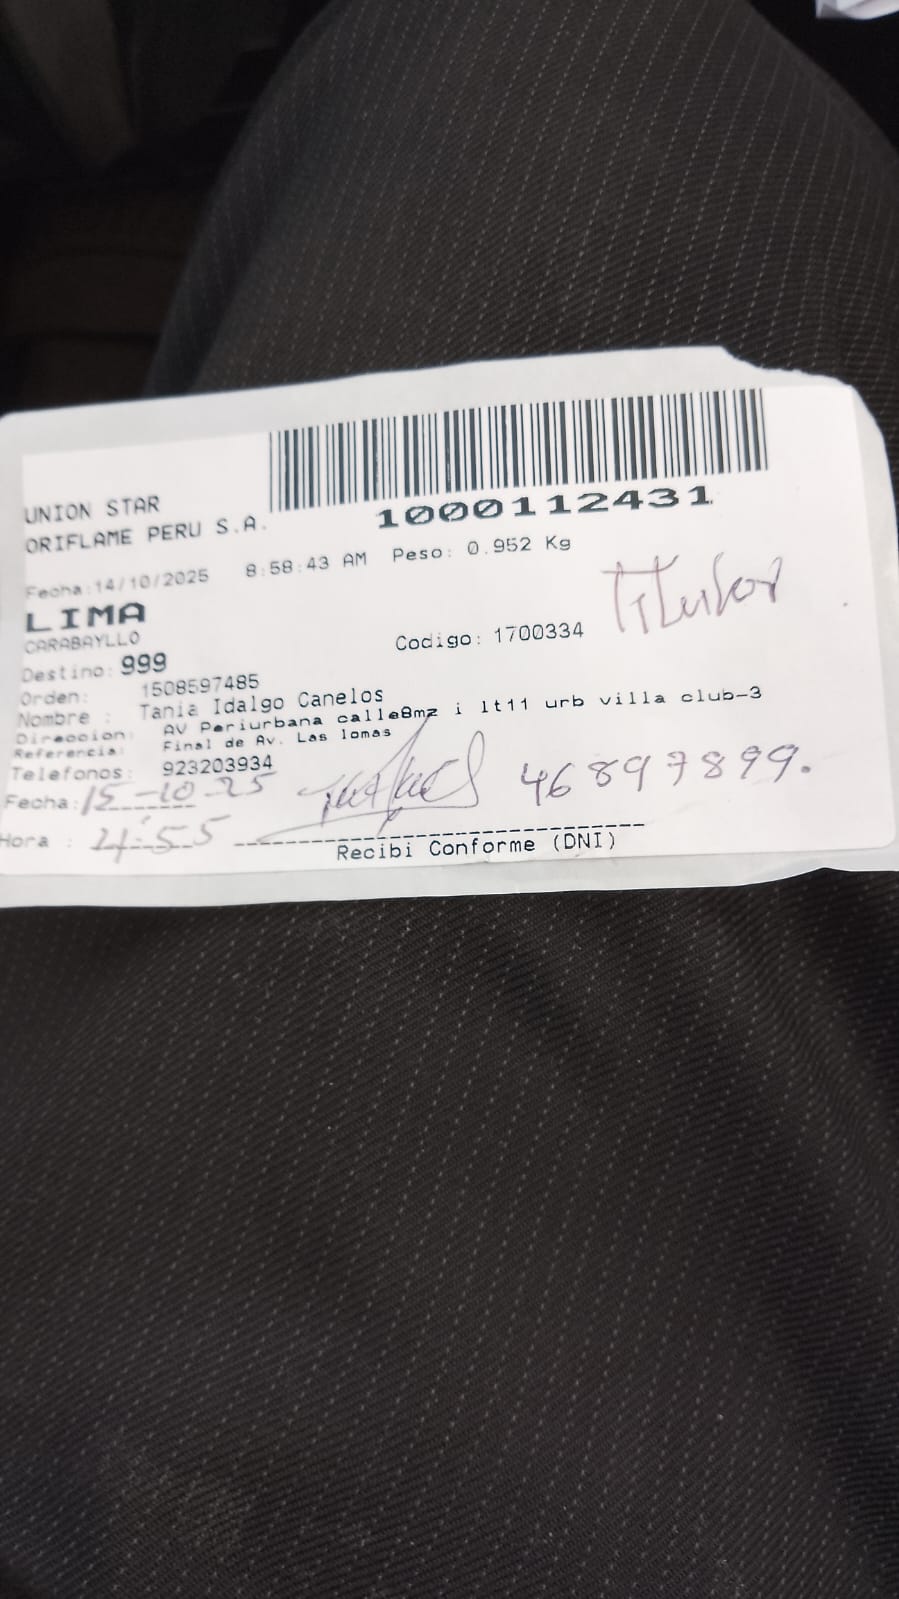 1000112431
UNION STAR
ORIFLAME PERU S.A.
Fecha:14/10/2025 8:58:43 AM Peso: 0.952 Kg
LIMA
CARABAYLLO
Titular
Codigo: 1700334
Destino: 999
Orden: 1508597485
Nombre : Tania Idalgo Canelos
Direccion: AV Periurbana calle8mz i lt11 urb villa club-3
Referencia: Final de Av. Las lomas
Telefonos: 923203934
Fecha: 15-10-25 46897899.
Hora : 4:55
Recibi Conforme (DNI)